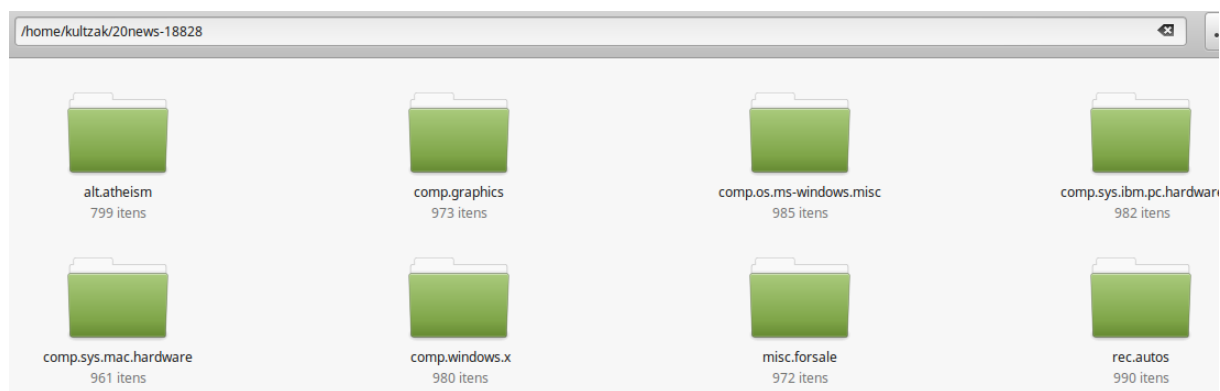 /home/kultzak/20news-18828
alt.atheism
comp.graphics
comp.os.ms-windows.misc
comp.sys.ibm.pc.hardware
799 itens
973 itens
985 itens
982 itens
comp.sys.mac.hardware
comp.windows.x
misc.forsale
rec.autos
961 itens
980 itens
972 itens
990 itens